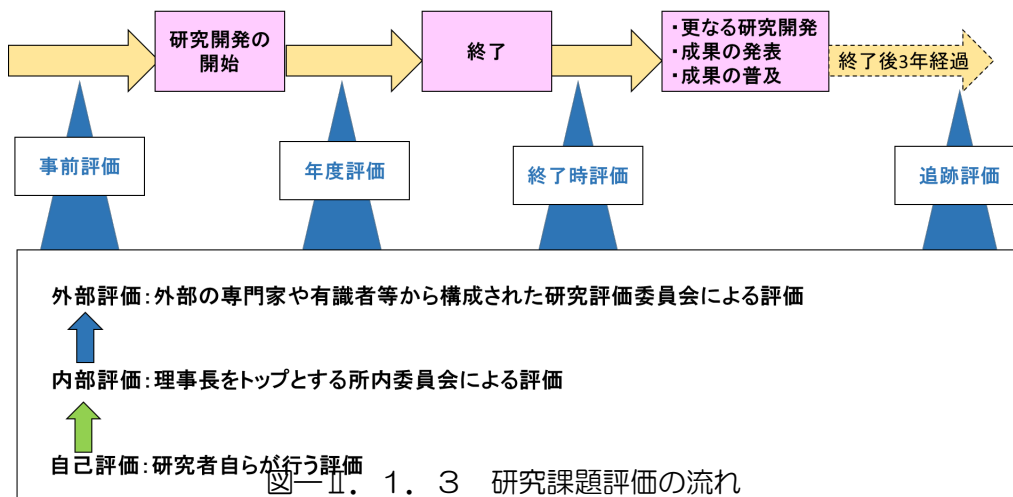 研究開発の
開始
終了
・更なる研究開発
・成果の発表
・成果の普及
終了後3年経過
事前評価
年度評価
終了時評価
追跡評価
外部評価：外部の専門家や有識者等から構成された研究評価委員会による評価
内部評価：理事長をトップとする所内委員会による評価
自己評価：研究者自らが行う評価
図―Ⅱ．１．３　研究課題評価の流れ